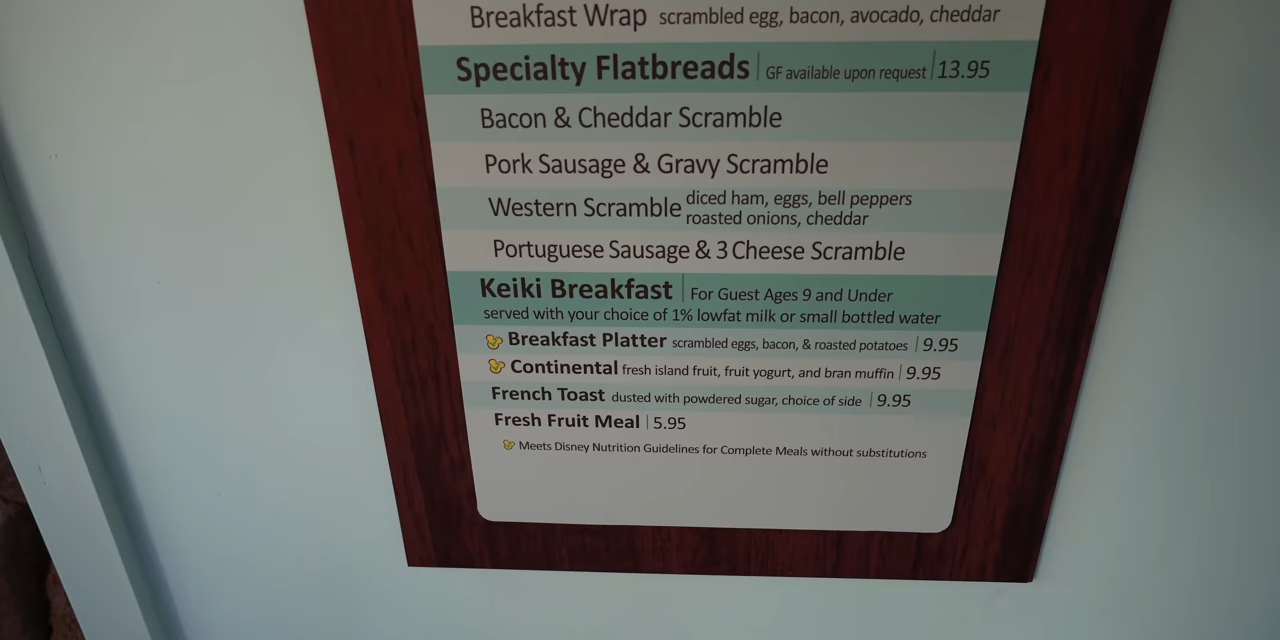 Breakfast Wrap scrambled egg, bacon, avocado, cheddar
Specialty Flatbreads | GF available upon request | 13.95
Bacon & Cheddar Scramble
Pork Sausage & Gravy Scramble
Western Scramble diced ham, eggs, bell peppers
roasted onions, cheddar
Portuguese Sausage & 3 Cheese Scramble
Keiki Breakfast | For Guest Ages 9 and Under
served with your choice of 1% lowfat milk or small bottled water
Breakfast Platter scrambled eggs, bacon, & roasted potatoes | 9.95
Continental fresh island fruit, fruit yogurt, and bran muffin | 9.95
French Toast dusted with powdered sugar, choice of side | 9.95
Fresh Fruit Meal | 5.95
Meets Disney Nutrition Guidelines for Complete Meals without substitutions